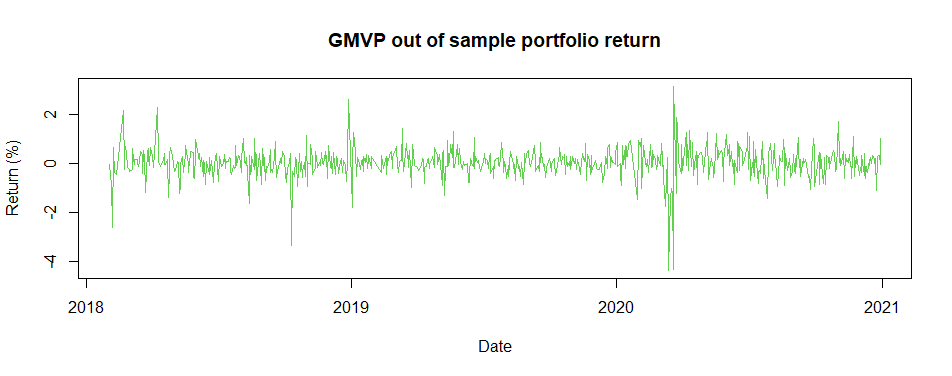 GMVP out of sample portfolio return
Return (%)
2
0
-2
-4
2018
2019
2020
2021
Date